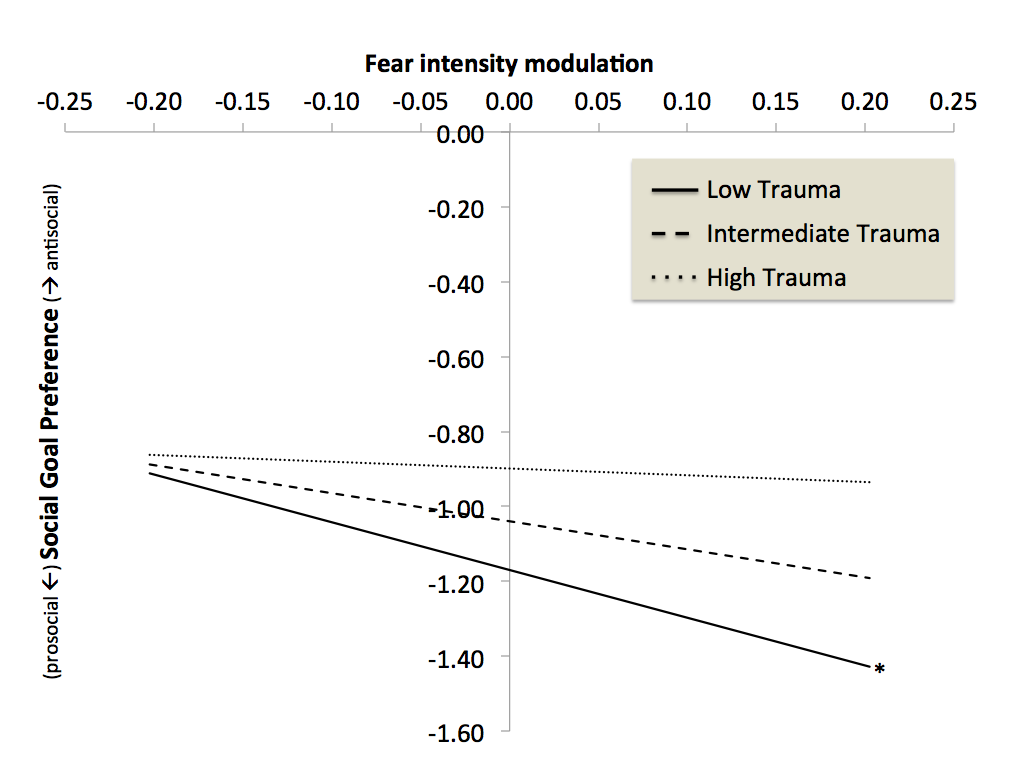 Fear intensity modulation
-0.25 -0.20 -0.15 -0.10 -0.05 0.00 0.05 0.10 0.15 0.20 0.25
0.00
-0.20
-0.40
-0.60
-0.80
-1.00
-1.20
-1.40
-1.60
(prosocial ←) Social Goal Preference (→ antisocial)
Low Trauma
Intermediate Trauma
High Trauma
*